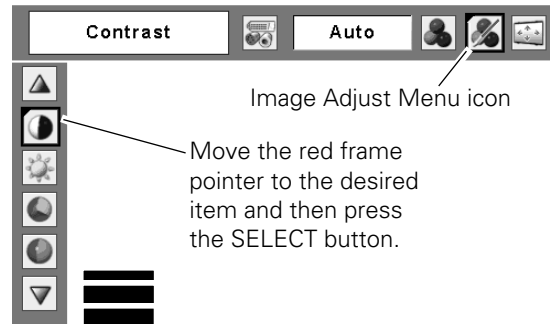 Contrast
Auto
Image Adjust Menu icon
Move the red frame
pointer to the desired
item and then press
the SELECT button.